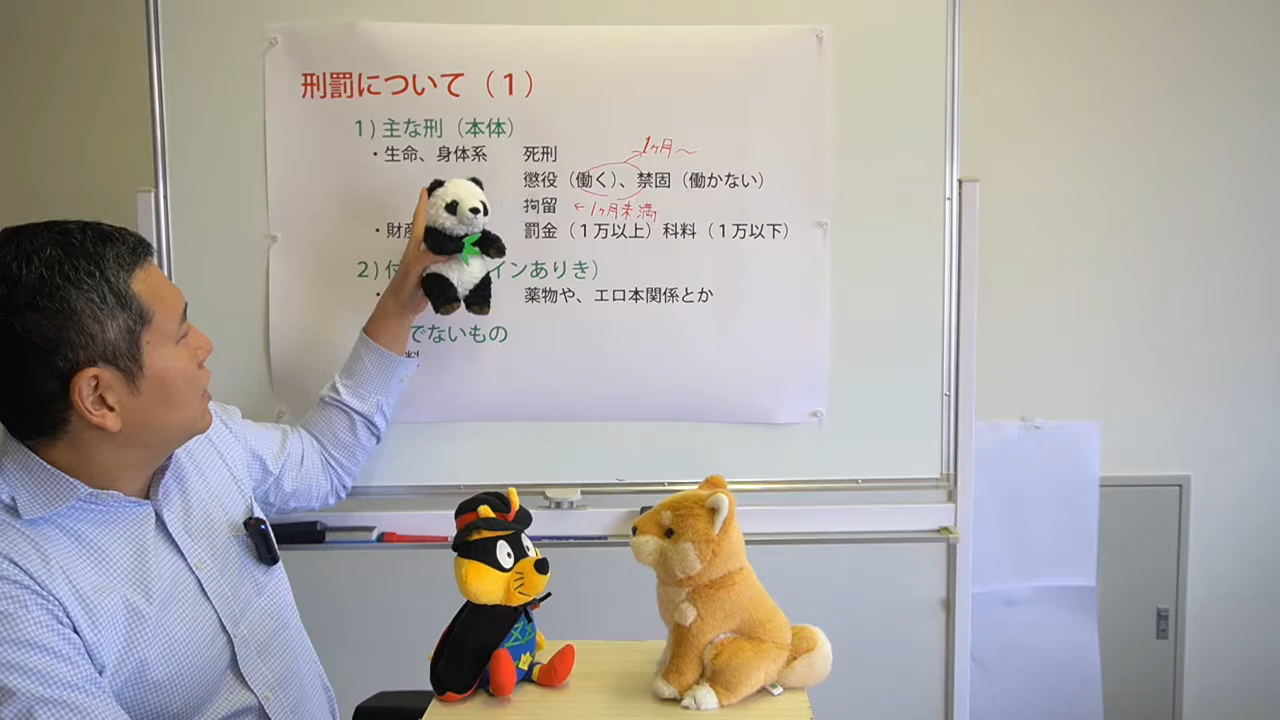 刑罰について（１）
１) 主な刑（本体）
・生命、身体系　死刑
1ヶ月～
懲役（働く）、禁固（働かない）
拘留 ←1ヶ月未満
・財産 罰金（１万以上）科料（１万以下）
２) 付 インありき）
・ 薬物や、エロ本関係とか
でないもの
料